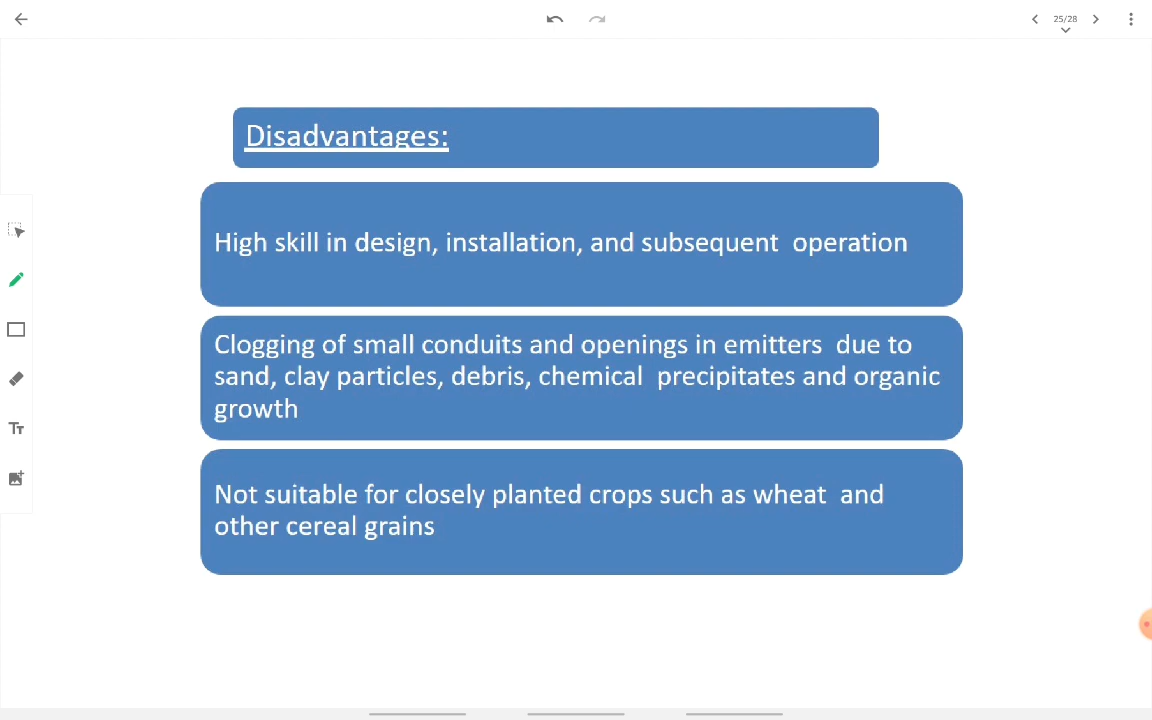 25/28
Disadvantages:
High skill in design, installation, and subsequent operation
Clogging of small conduits and openings in emitters due to
sand, clay particles, debris, chemical precipitates and organic
growth
Not suitable for closely planted crops such as wheat and
other cereal grains
Tт